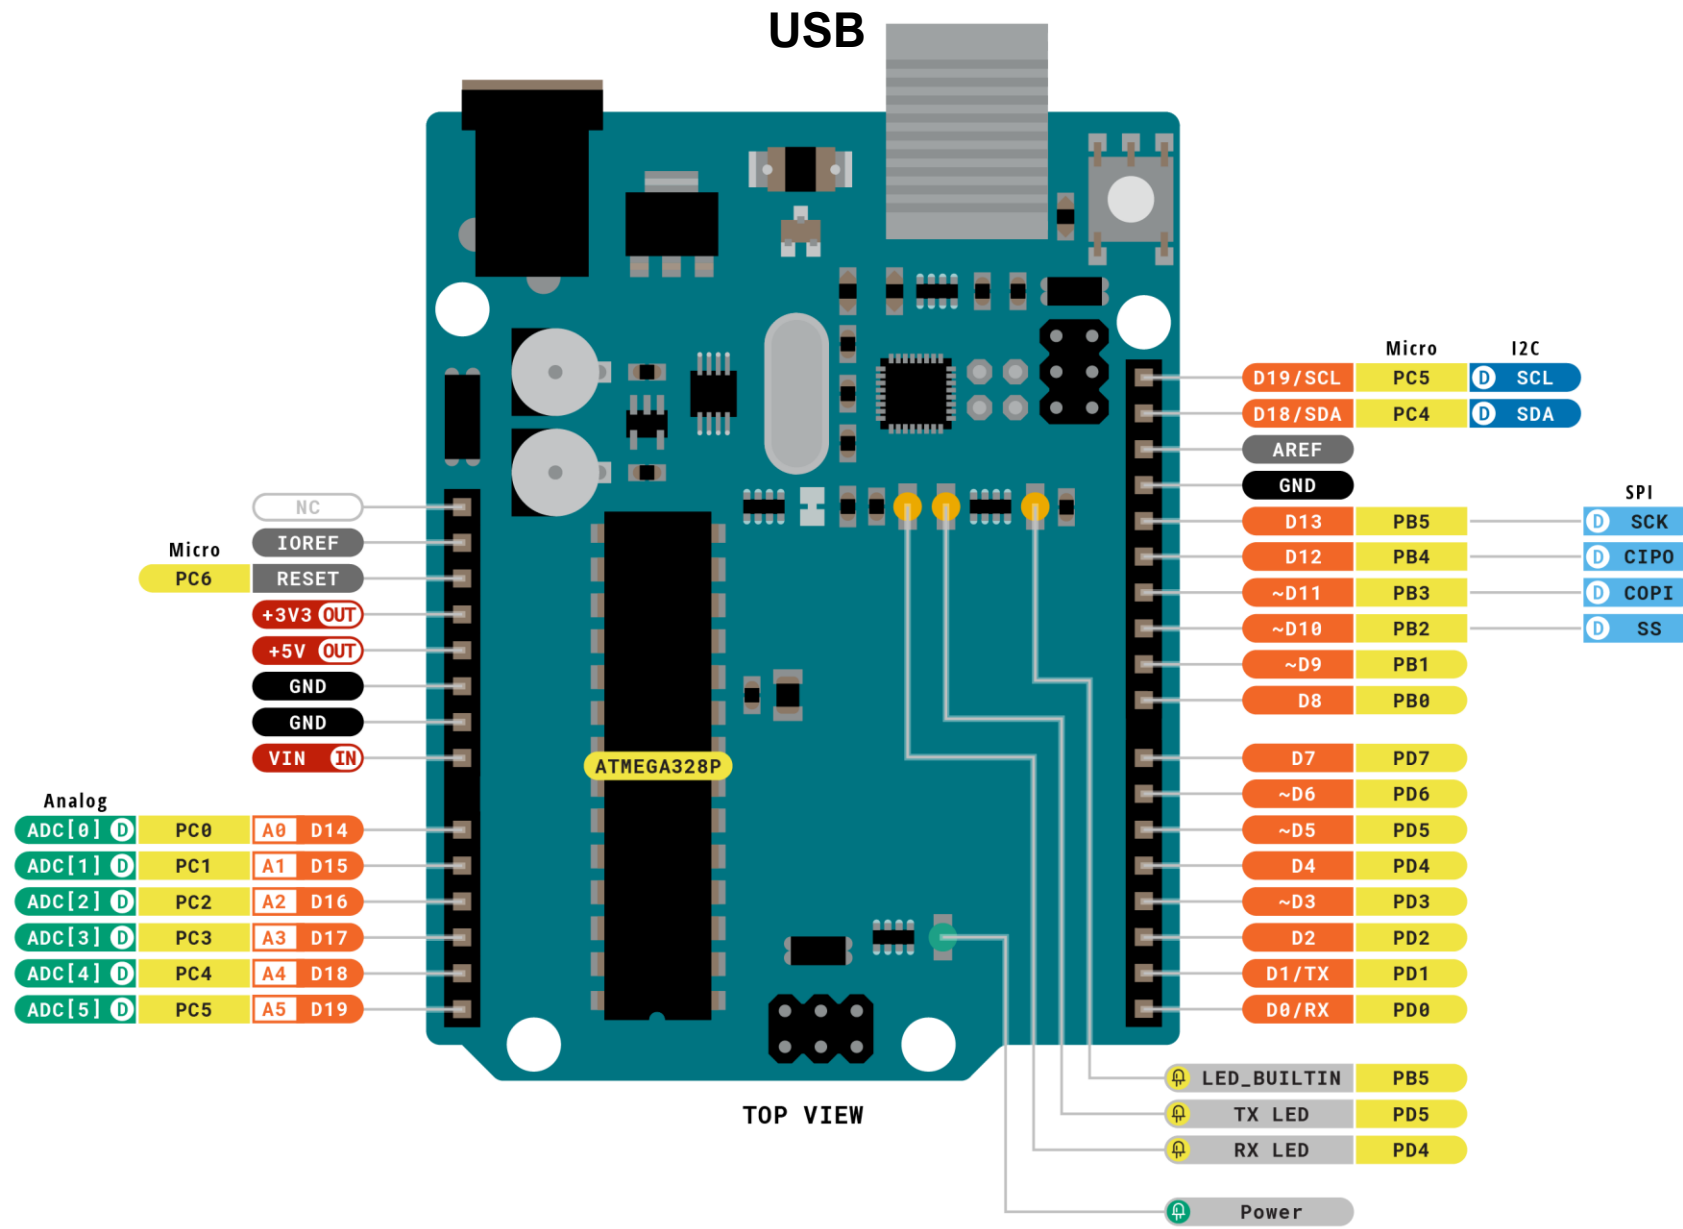 USB
Micro I2C
D19/SCL PC5 D SCL
D18/SDA PC4 D SDA
AREF
GND
SPI
D13 PB5 D SCK
D12 PB4 D CIPO
~D11 PB3 D COPI
~D10 PB2 D SS
~D9 PB1
D8 PB0
D7 PD7
~D6 PD6
~D5 PD5
D4 PD4
~D3 PD3
D2 PD2
D1/TX PD1
D0/RX PD0
NC
IOREF
Micro
PC6 RESET
+3V3 OUT
+5V OUT
GND
GND
VIN IN
Analog
ADC[0] D PC0 A0 D14
ADC[1] D PC1 A1 D15
ADC[2] D PC2 A2 D16
ADC[3] D PC3 A3 D17
ADC[4] D PC4 A4 D18
ADC[5] D PC5 A5 D19
ATMEGA328P
LED_BUILTIN PB5
TX LED PD5
RX LED PD4
Power
TOP VIEW